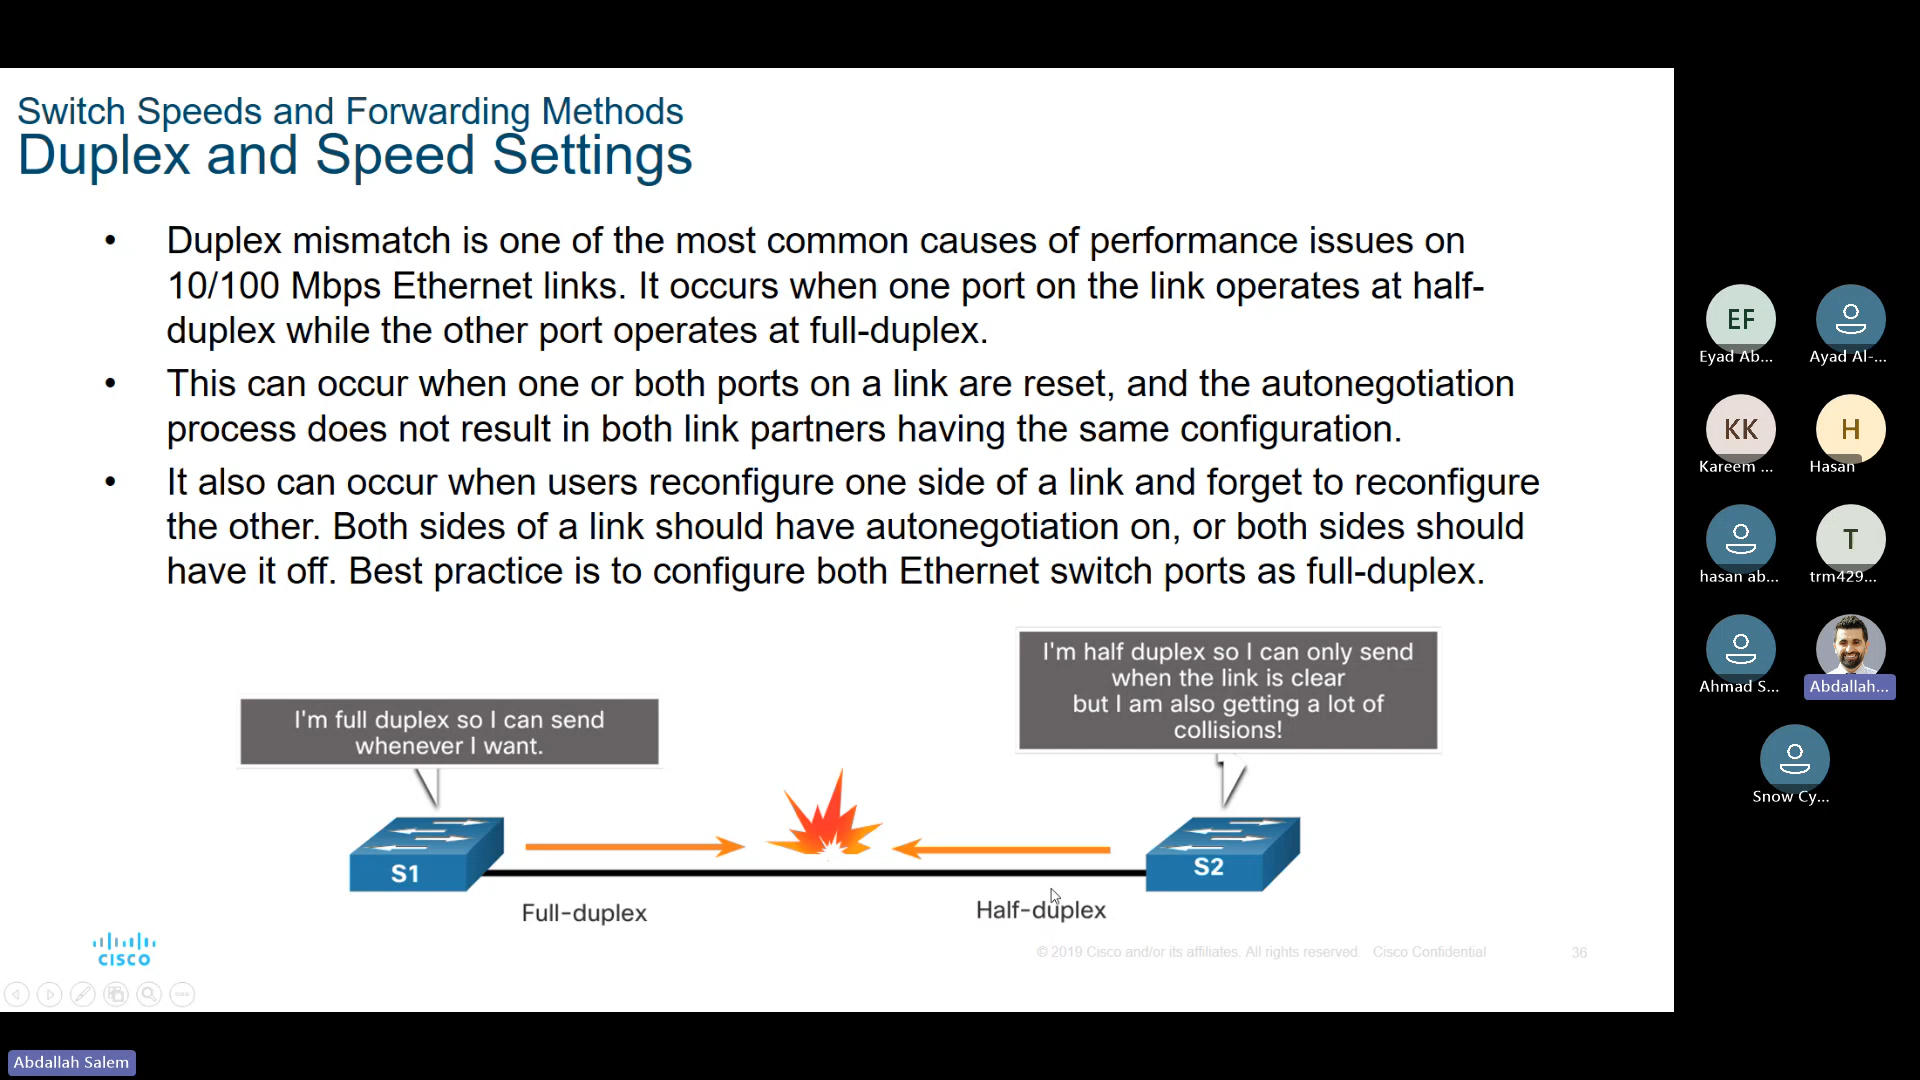 Switch Speeds and Forwarding Methods
Duplex and Speed Settings
• Duplex mismatch is one of the most common causes of performance issues on
10/100 Mbps Ethernet links. It occurs when one port on the link operates at half-
duplex while the other port operates at full-duplex.
• This can occur when one or both ports on a link are reset, and the autonegotiation
process does not result in both link partners having the same configuration.
• It also can occur when users reconfigure one side of a link and forget to reconfigure
the other. Both sides of a link should have autonegotiation on, or both sides should
have it off. Best practice is to configure both Ethernet switch ports as full-duplex.
I'm full duplex so I can send
whenever I want.
I'm half duplex so I can only send
when the link is clear
but I am also getting a lot of
collisions!
S1
S2
Full-duplex
Half-duplex
CISCO
© 2019 Cisco and/or its affiliates. All rights reserved. Cisco Confidential
36
EF
Eyad Ab...
Ayad Al-...
KK
Kareem ...
H
Hasan
hasan ab...
T
trm429...
Ahmad S...
Abdallah...
Snow Cy...
Abdallah Salem